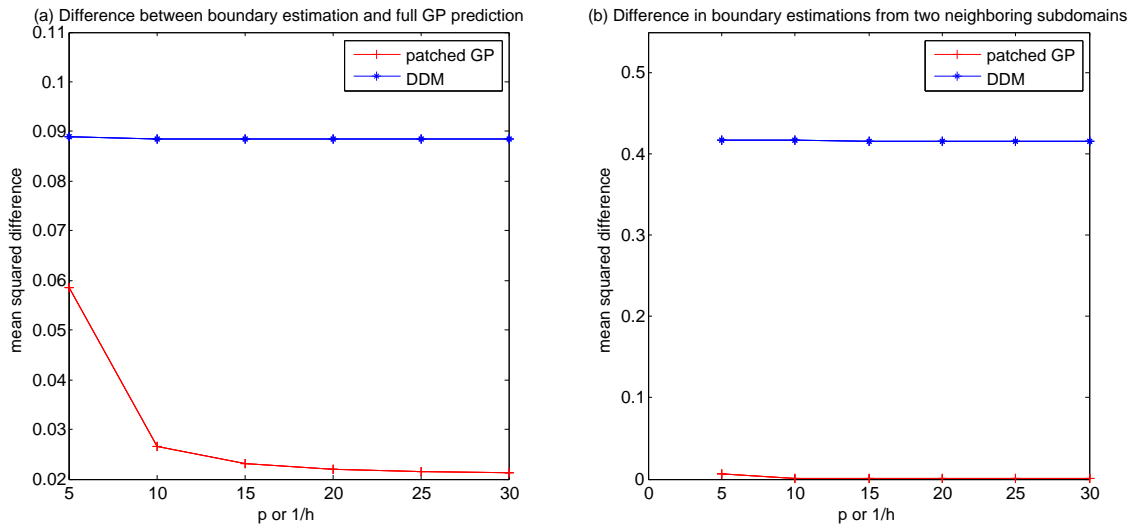 (a) Difference between boundary estimation and full GP prediction
0.11
0.1
0.09
0.08
0.07
0.06
0.05
0.04
0.03
0.02
mean squared difference
5
10
15
20
25
30
p or 1/h
patched GP
DDM
(b) Difference in boundary estimations from two neighboring subdomains
0.5
0.4
0.3
0.2
0.1
0
mean squared difference
0
5
10
15
20
25
30
p or 1/h
patched GP
DDM